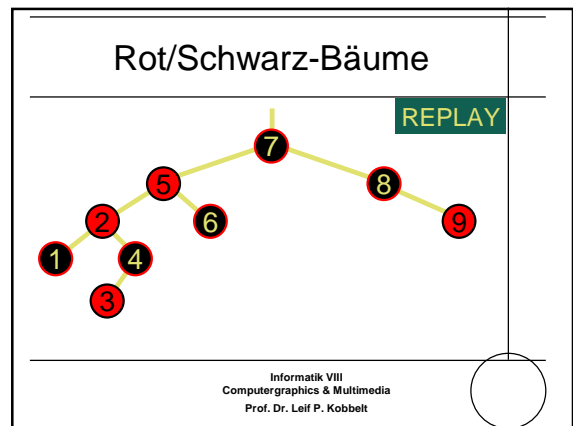 Rot/Schwarz-Bäume
REPLAY
7
5
8
2
6
9
1
4
3
Informatik VIII
Computergraphics & Multimedia
Prof. Dr. Leif P. Kobbelt